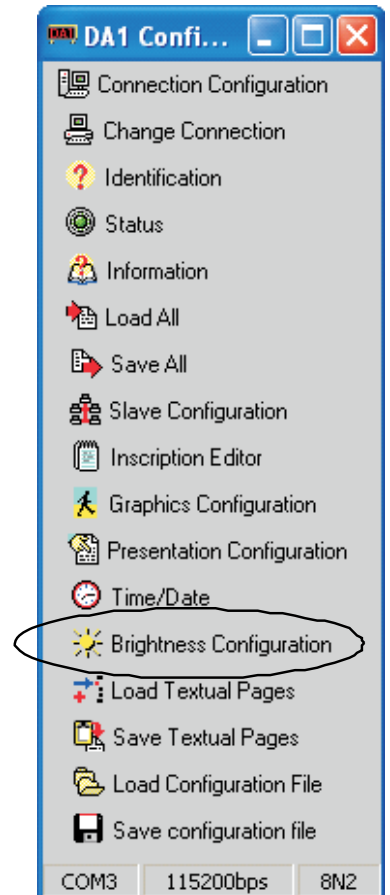 DA1 DA1 Confi...
Connection Configuration
Change Connection
Identification
Status
Information
Load All
Save All
Slave Configuration
Inscription Editor
Graphics Configuration
Presentation Configuration
Time/Date
Brightness Configuration
Load Textual Pages
Save Textual Pages
Load Configuration File
Save configuration file
COM3 115200bps 8N2